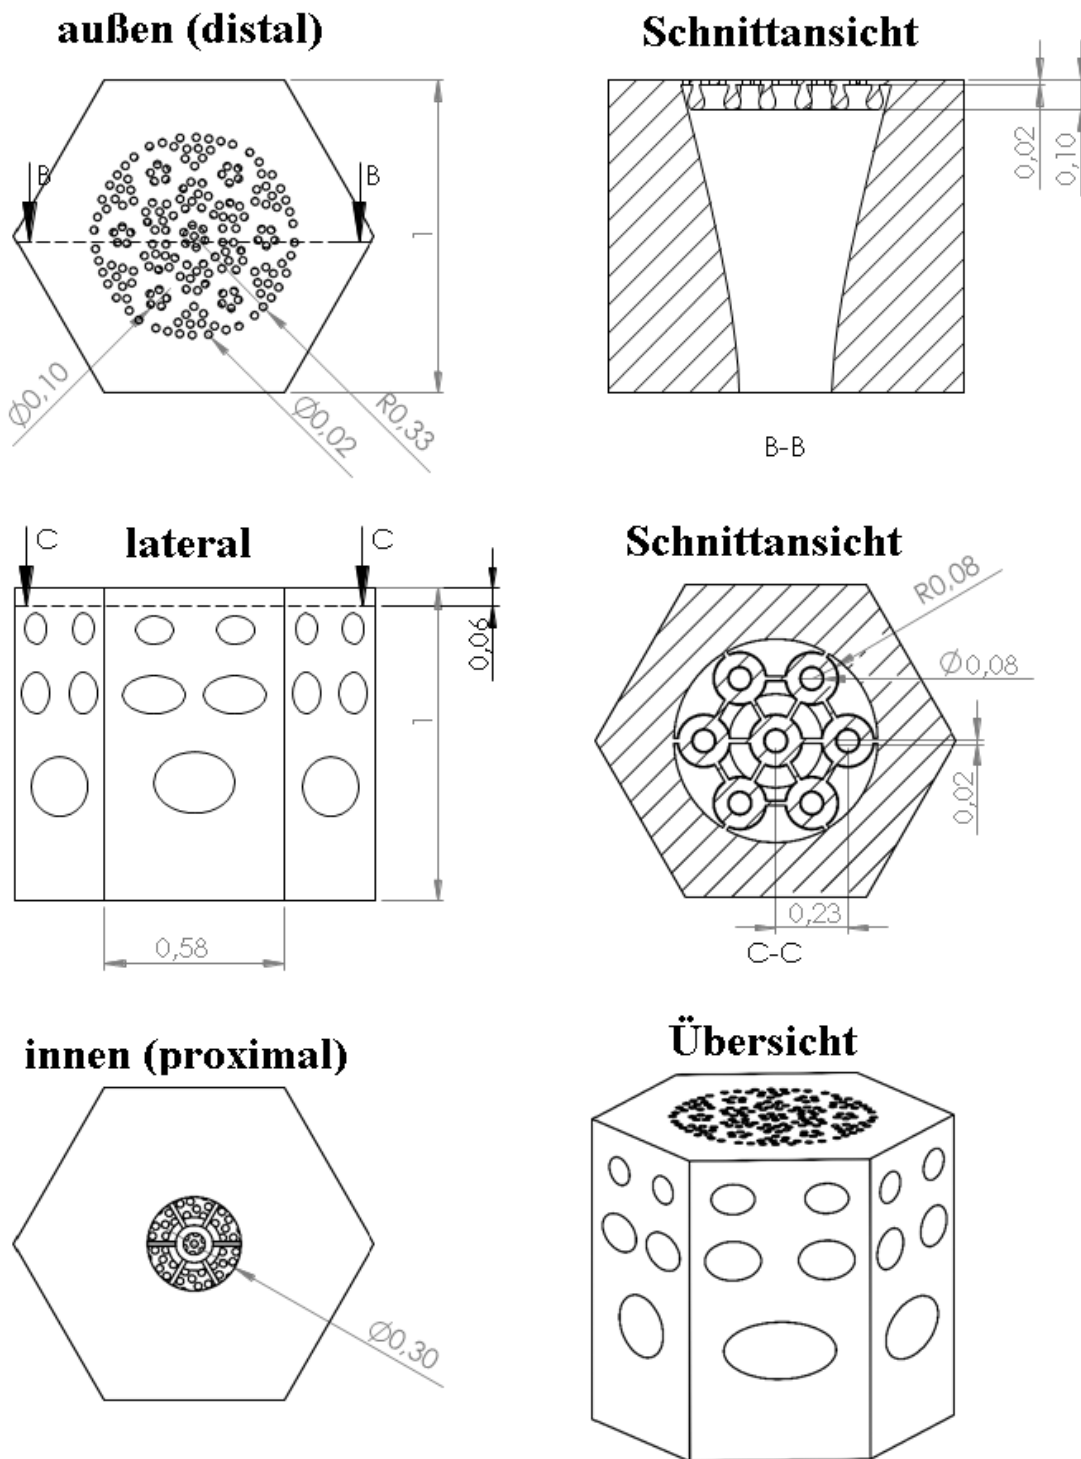 außen (distal)
Schnittansicht
B
B
1
0,02
0,10
Ø0,10
Ø0,02
R0,33
B-B
lateral
Schnittansicht
C
C
0,06
1
0,58
R0,08
Ø0,08
0,02
0,23
C-C
innen (proximal)
Übersicht
Ø0,30